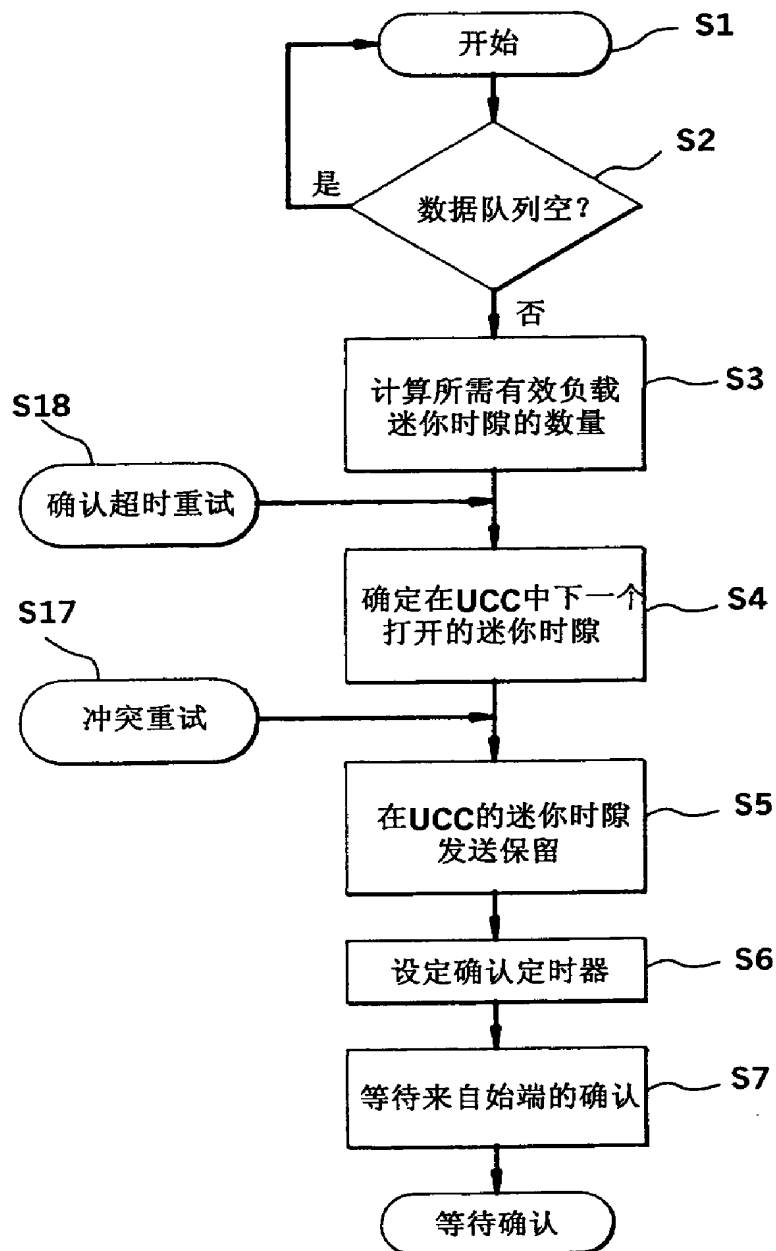 开始
S1
S2
是
数据队列空?
否
S3
计算所需有效负载
迷你时隙的数量
S18
确认超时重试
S4
确定在UCC中下一个
打开的迷你时隙
S17
冲突重试
S5
在UCC的迷你时隙
发送保留
S6
设定确认定时器
S7
等待来自始端的确认
等待确认